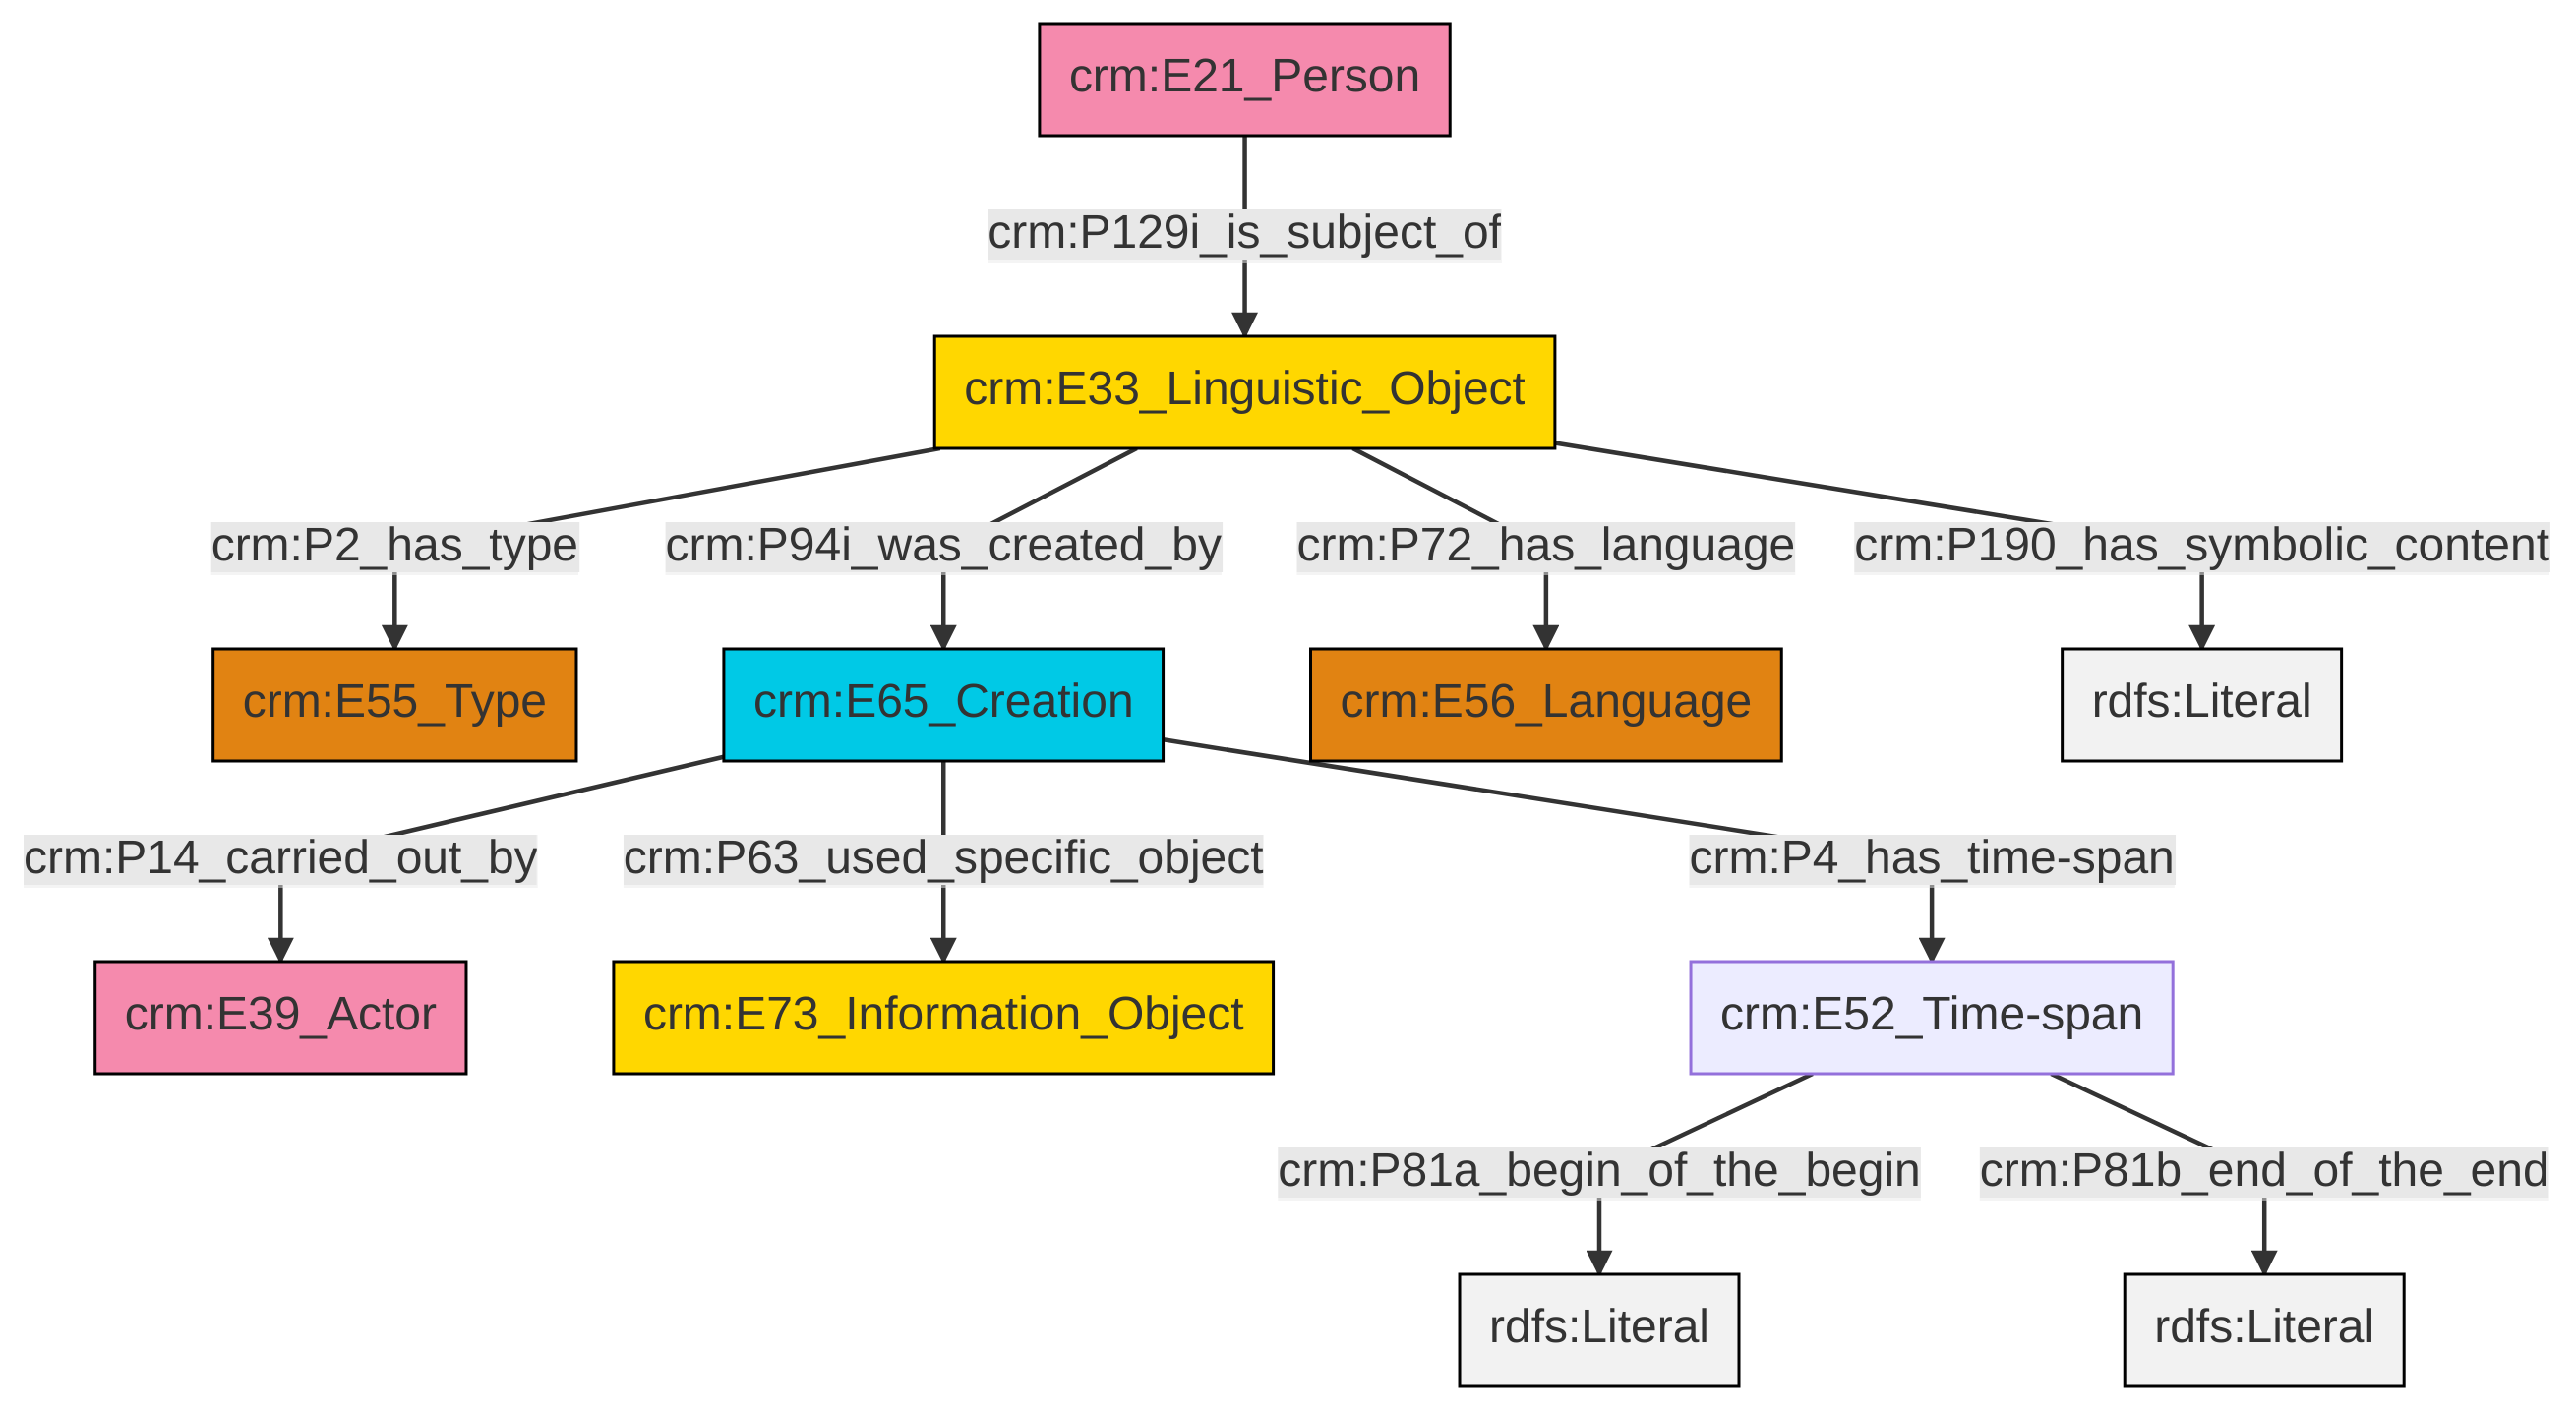 crm:E21_Person
crm:P129i_is_subject_of
crm:E33_Linguistic_Object
crm:P2_has_type
crm:P94i_was_created_by
crm:P72_has_language
crm:P190_has_symbolic_content
crm:E55_Type
crm:E65_Creation
crm:E56_Language
rdfs:Literal
crm:P14_carried_out_by
crm:P63_used_specific_object
crm:P4_has_time-span
crm:E39_Actor
crm:E73_Information_Object
crm:E52_Time-span
crm:P81a_begin_of_the_begin
crm:P81b_end_of_the_end
rdfs:Literal
rdfs:Literal